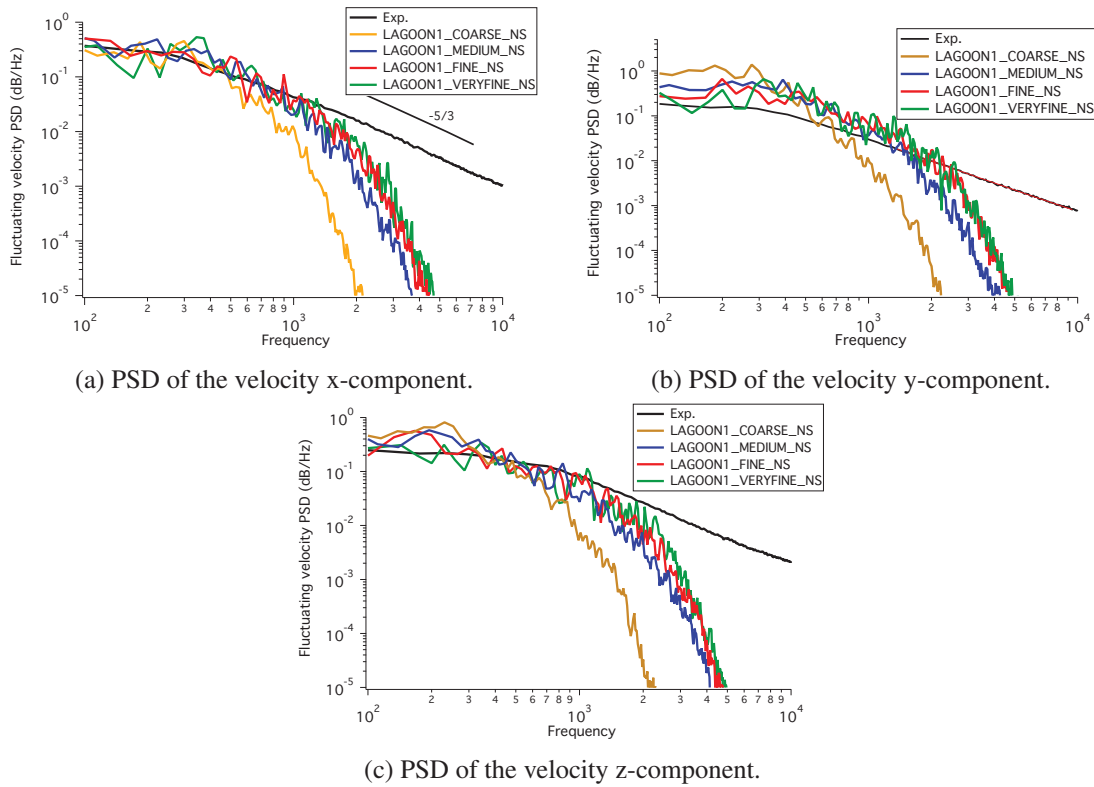 Fluctuating velocity PSD (dB/Hz)
10^0
10^-1
10^-2
10^-3
10^-4
10^-5
Exp.
LAGOON1_COARSE_NS
LAGOON1_MEDIUM_NS
LAGOON1_FINE_NS
LAGOON1_VERYFINE_NS
-5/3
10^2 2 3 4 5 6 7 8 9 10^3 2 3 4 5 6 7 8 9 10^4
Frequency
(a) PSD of the velocity x-component.
Fluctuating velocity PSD (dB/Hz)
10^0
10^-1
10^-2
10^-3
10^-4
10^-5
Exp.
LAGOON1_COARSE_NS
LAGOON1_MEDIUM_NS
LAGOON1_FINE_NS
LAGOON1_VERYFINE_NS
10^2 2 3 4 5 6 7 8 9 10^3 2 3 4 5 6 7 8 9 10^4
Frequency
(b) PSD of the velocity y-component.
Fluctuating velocity PSD (dB/Hz)
10^0
10^-1
10^-2
10^-3
10^-4
10^-5
Exp.
LAGOON1_COARSE_NS
LAGOON1_MEDIUM_NS
LAGOON1_FINE_NS
LAGOON1_VERYFINE_NS
10^2 2 3 4 5 6 7 8 9 10^3 2 3 4 5 6 7 8 9 10^4
Frequency
(c) PSD of the velocity z-component.